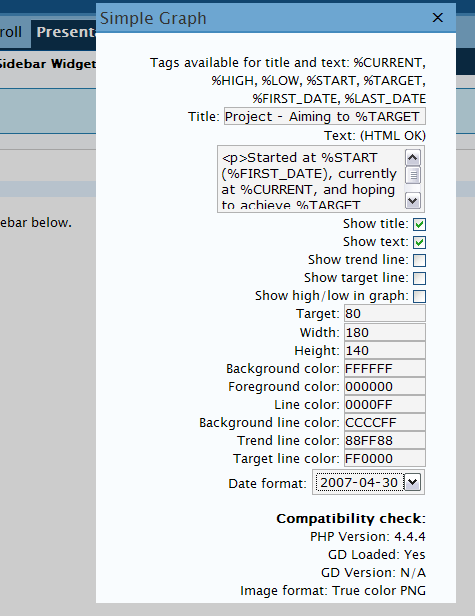 Simple Graph
roll
Presenta
Sidebar Widget
ebar below.
Tags available for title and text: %CURRENT,
%HIGH, %LOW, %START, %TARGET,
%FIRST_DATE, %LAST_DATE
Title: Project - Aiming to %TARGET
Text: (HTML OK)
<p>Started at %START
(%FIRST_DATE), currently
at %CURRENT, and hoping
to achieve %TARGET
Show title:
Show text:
Show trend line:
Show target line:
Show high/low in graph:
Target: 80
Width: 180
Height: 140
Background color: FFFFFF
Foreground color: 000000
Line color: 0000FF
Background line color: CCCCFF
Trend line color: 88FF88
Target line color: FF0000
Date format: 2007-04-30
Compatibility check:
PHP Version: 4.4.4
GD Loaded: Yes
GD Version: N/A
Image format: True color PNG